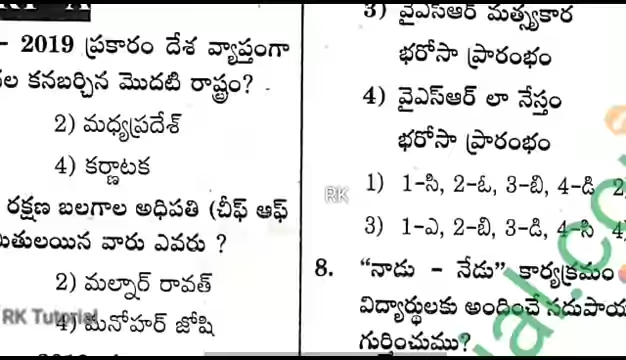 - 2019 ప్రకారం దేశ వ్యాప్తంగా
కనబర్చిన మొదటి రాష్ట్రం?
2) మధ్యప్రదేశ్
4) కర్ణాటక
రక్షణ బలగాల అధిపతి (చీఫ్ ఆఫ్
వారు ఎవరు ?
2) మల్నార్ రావత్
4) మనోహర్ జోషి
3) వైఎస్ఆర్ మత్స్యకార
భరోసా ప్రారంభం
4) వైఎస్ఆర్ లా నేస్తం
భరోసా ప్రారంభం
1) 1-సి, 2-ఓ, 3-బి, 4-డి
3) 1-ఎ, 2-బి, 3-డి, 4-సి 4)
8. "నాడు - నేడు" కార్యక్రమం
విద్యార్థులకు అందించే సదుపాయ
గుర్తించుము?
RK
RK Tutorial